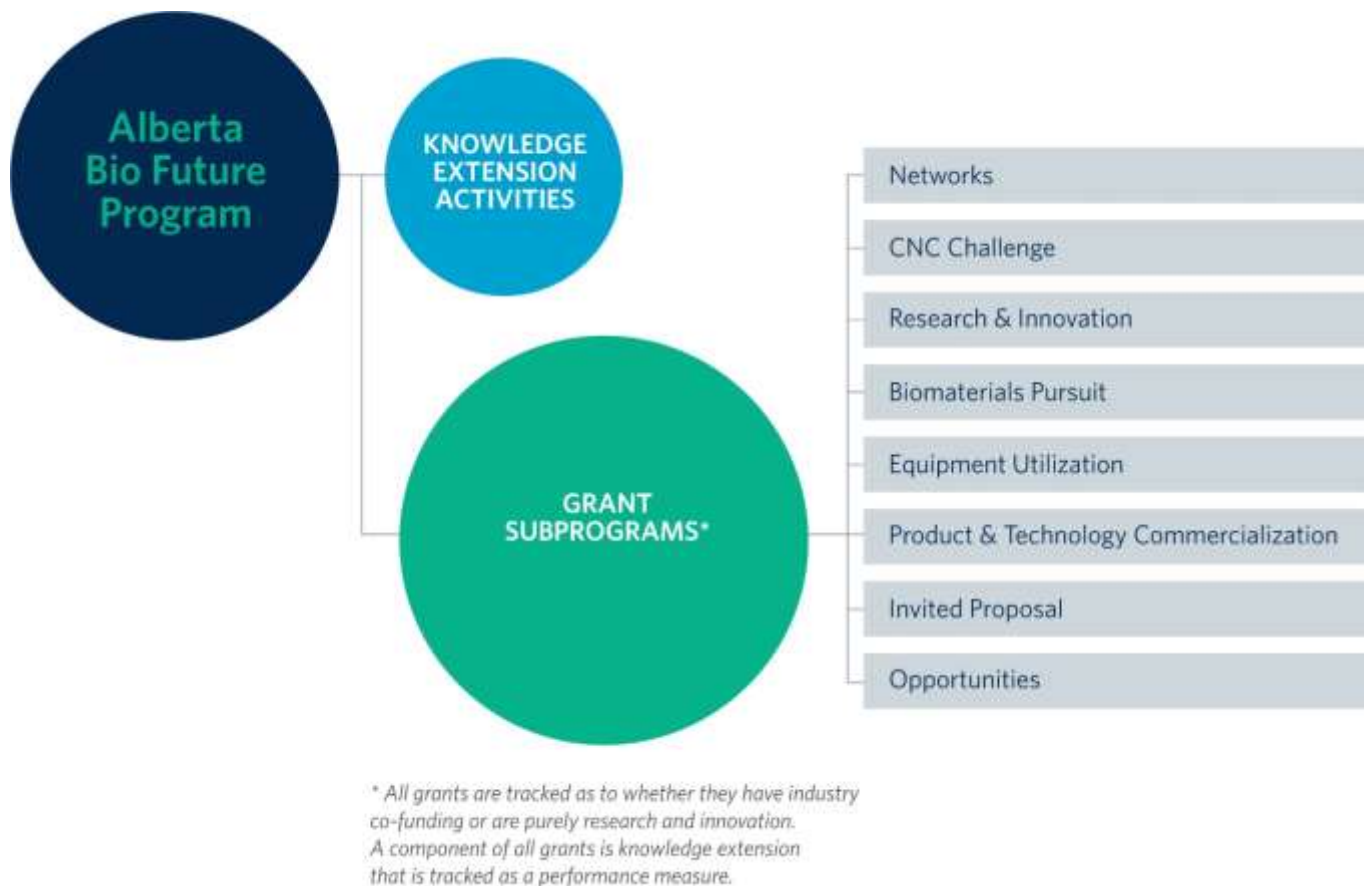 Alberta
Bio Future
Program
KNOWLEDGE
EXTENSION
ACTIVITIES
GRANT
SUBPROGRAMS*
Networks
CNC Challenge
Research & Innovation
Biomaterials Pursuit
Equipment Utilization
Product & Technology Commercialization
Invited Proposal
Opportunities
* All grants are tracked as to whether they have industry
co-funding or are purely research and innovation.
A component of all grants is knowledge extension
that is tracked as a performance measure.